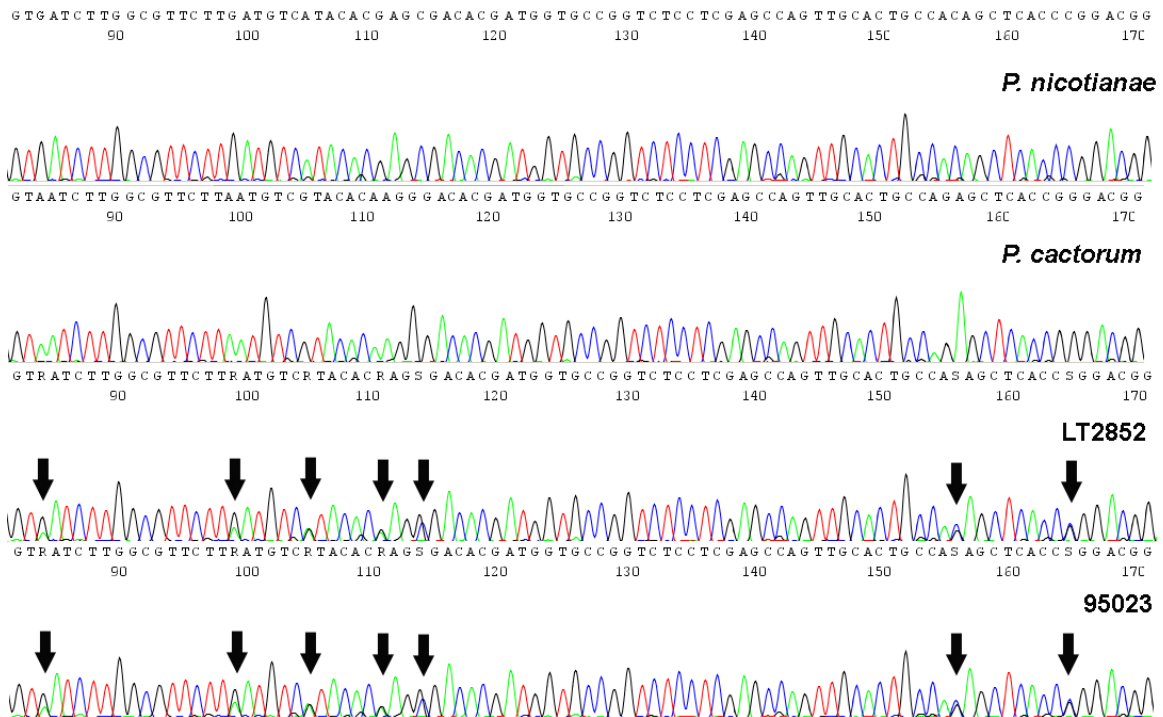 GTGATCTTGGCGTTCTTGATGTCATACACGAGCGACACGATGGTGCCGGTCTCCTCGAGCCAGTTGCACTGCCACAGCTCACCCGGACGG
90 100 110 120 130 140 150 160 170
P. nicotianae
GTAATCTTGGCGTTCTTAATGTCGTACACAAGGGACACGATGGTGCCGGTCTCCTCGAGCCAGTTGCACTGCCAGAGCTCACCGGGACGG
90 100 110 120 130 140 150 160 170
P. cactorum
GTRATCTTGGCGTTCTTRATGTCRTACACRAGSGACACGATGGTGCCGGTCTCCTCGAGCCAGTTGCACTGCCASAGCTCACCSGGACGG
90 100 110 120 130 140 150 160 170
LT2852
GTRATCTTGGCGTTCTTRATGTCRTACACRAGSGACACGATGGTGCCGGTCTCCTCGAGCCAGTTGCACTGCCASAGCTCACCSGGACGG
90 100 110 120 130 140 150 160 170
95023